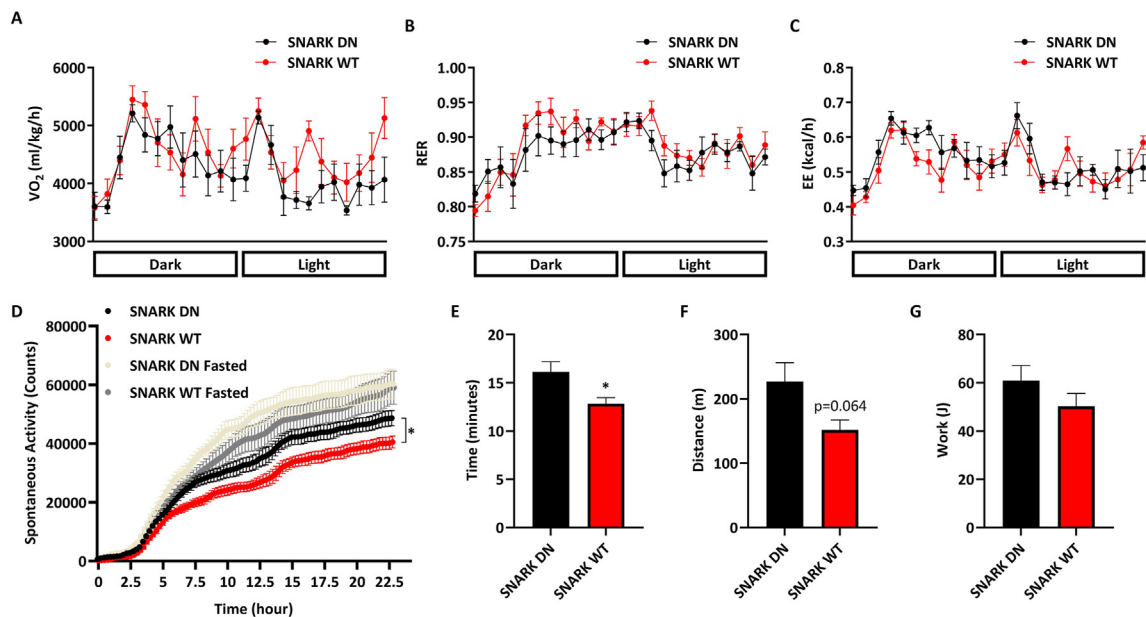 A
SNARK DN
SNARK WT
VO2 (ml/kg/h)
6000
5000
4000
3000
Dark
Light
B
SNARK DN
SNARK WT
RER
1.00
0.95
0.90
0.85
0.80
0.75
Dark
Light
C
SNARK DN
SNARK WT
EE (kcal/h)
0.8
0.7
0.6
0.5
0.4
0.3
Dark
Light
D
SNARK DN
SNARK WT
SNARK DN Fasted
SNARK WT Fasted
Spontaneous Activity (Counts)
80000
60000
40000
20000
0
*
0 2.5 5 7.5 10 12.5 15 17.5 20 22.5
Time (hour)
E
Time (minutes)
20
15
10
5
0
*
SNARK DN
SNARK WT
F
Distance (m)
300
200
100
0
p=0.064
SNARK DN
SNARK WT
G
Work (J)
80
60
40
20
0
SNARK DN
SNARK WT